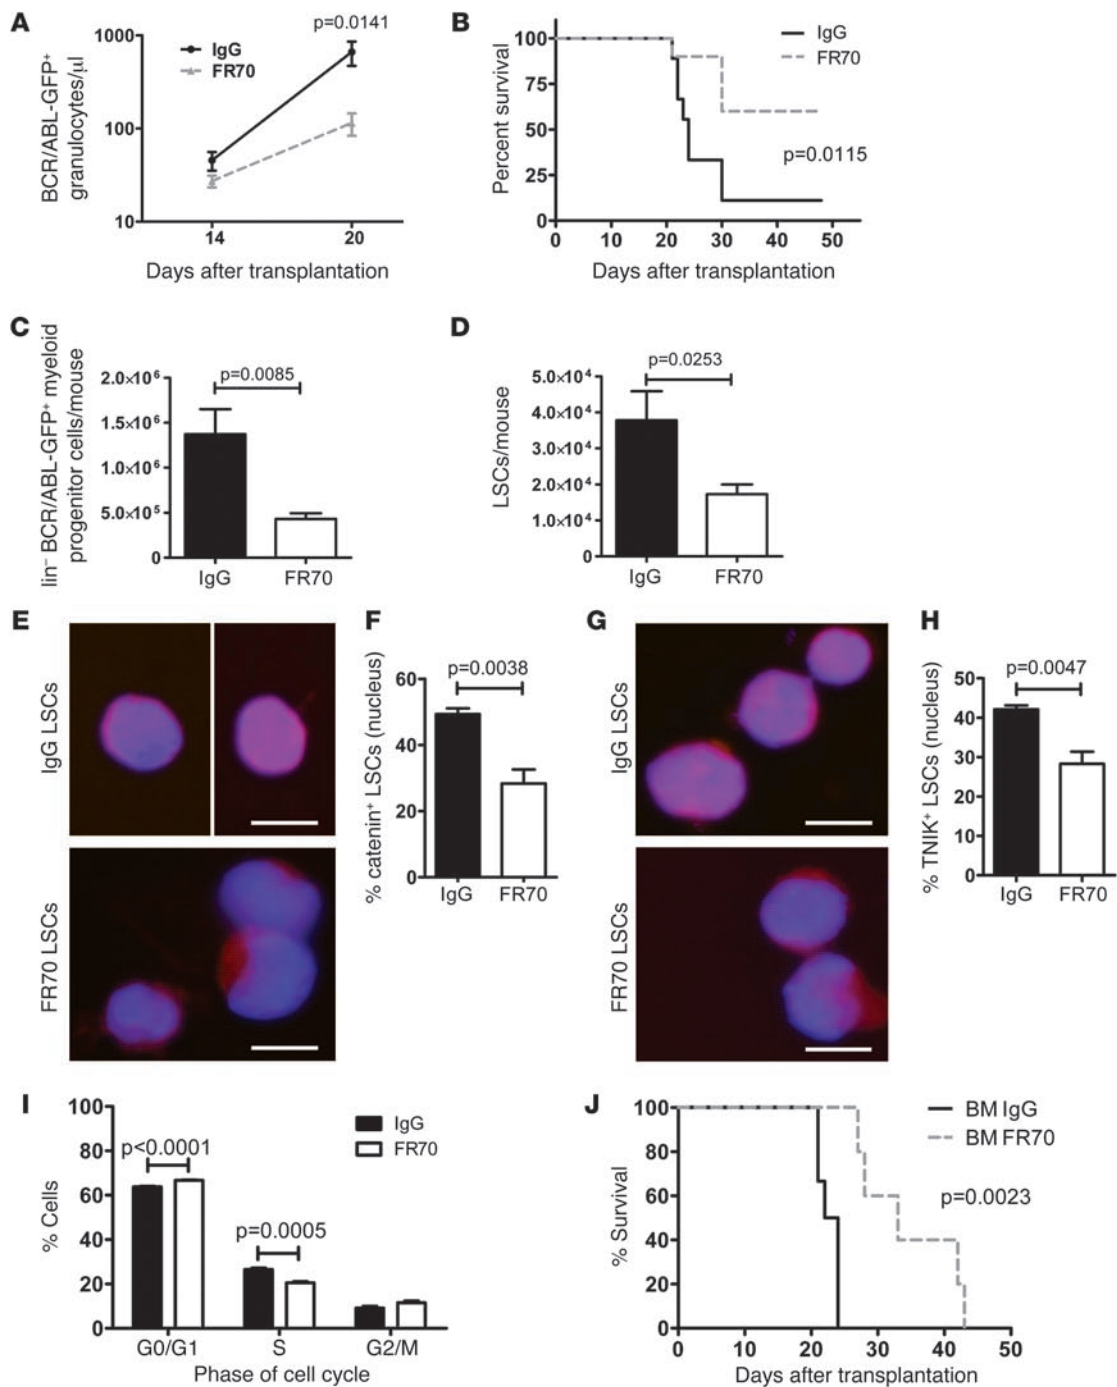 A
p=0.0141
1000
100
10
IgG
FR70
BCR/ABL-GFP⁺
granulocytes/µl
14
20
Days after transplantation
B
IgG
FR70
100
75
50
25
0
Percent survival
p=0.0115
0 10 20 30 40 50
Days after transplantation
C
lin⁻ BCR/ABL-GFP⁺ myeloid
progenitor cells/mouse
p=0.0085
2.0×10⁶
1.5×10⁶
1.0×10⁶
5.0×10⁵
0
IgG FR70
D
LSCs/mouse
p=0.0253
5.0×10⁴
4.0×10⁴
3.0×10⁴
2.0×10⁴
1.0×10⁴
0
IgG FR70
E
IgG LSCs
FR70 LSCs
F
% catenin⁺ LSCs (nucleus)
p=0.0038
60
40
20
0
IgG FR70
G
IgG LSCs
FR70 LSCs
H
% TNIK⁺ LSCs (nucleus)
p=0.0047
50
40
30
20
10
0
IgG FR70
I
% Cells
100
80
60
40
20
0
IgG
FR70
p<0.0001
p=0.0005
G0/G1 S G2/M
Phase of cell cycle
J
% Survival
100
80
60
40
20
0
BM IgG
BM FR70
p=0.0023
0 10 20 30 40 50
Days after transplantation